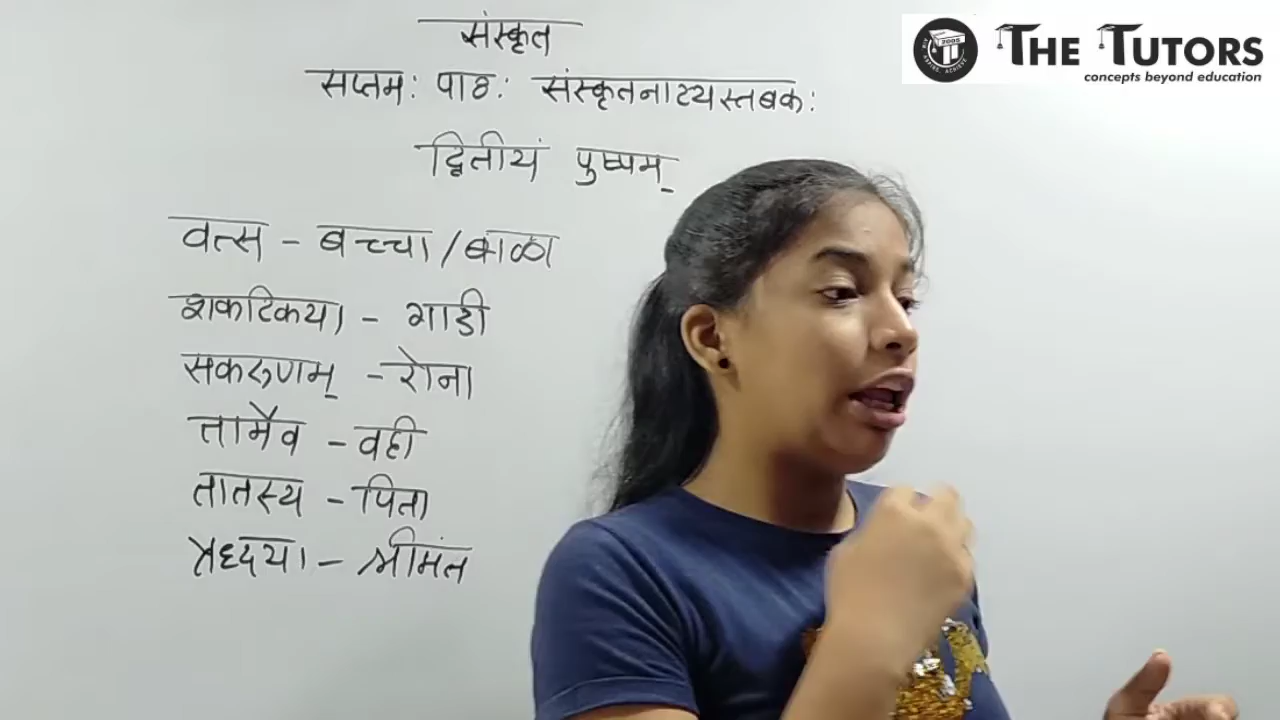 संस्कृत
सप्तमः पाठः संस्कृतनाट्यस्तबकः
द्वितीयं पुष्पम्
वत्स - बच्चा/बाळा
शकटिकया - गाडी
सकरुणम् - रोना
तामैव - वही
तातस्य - पिता
- श्रीमंत
THE TUTORS
concepts beyond education
2005